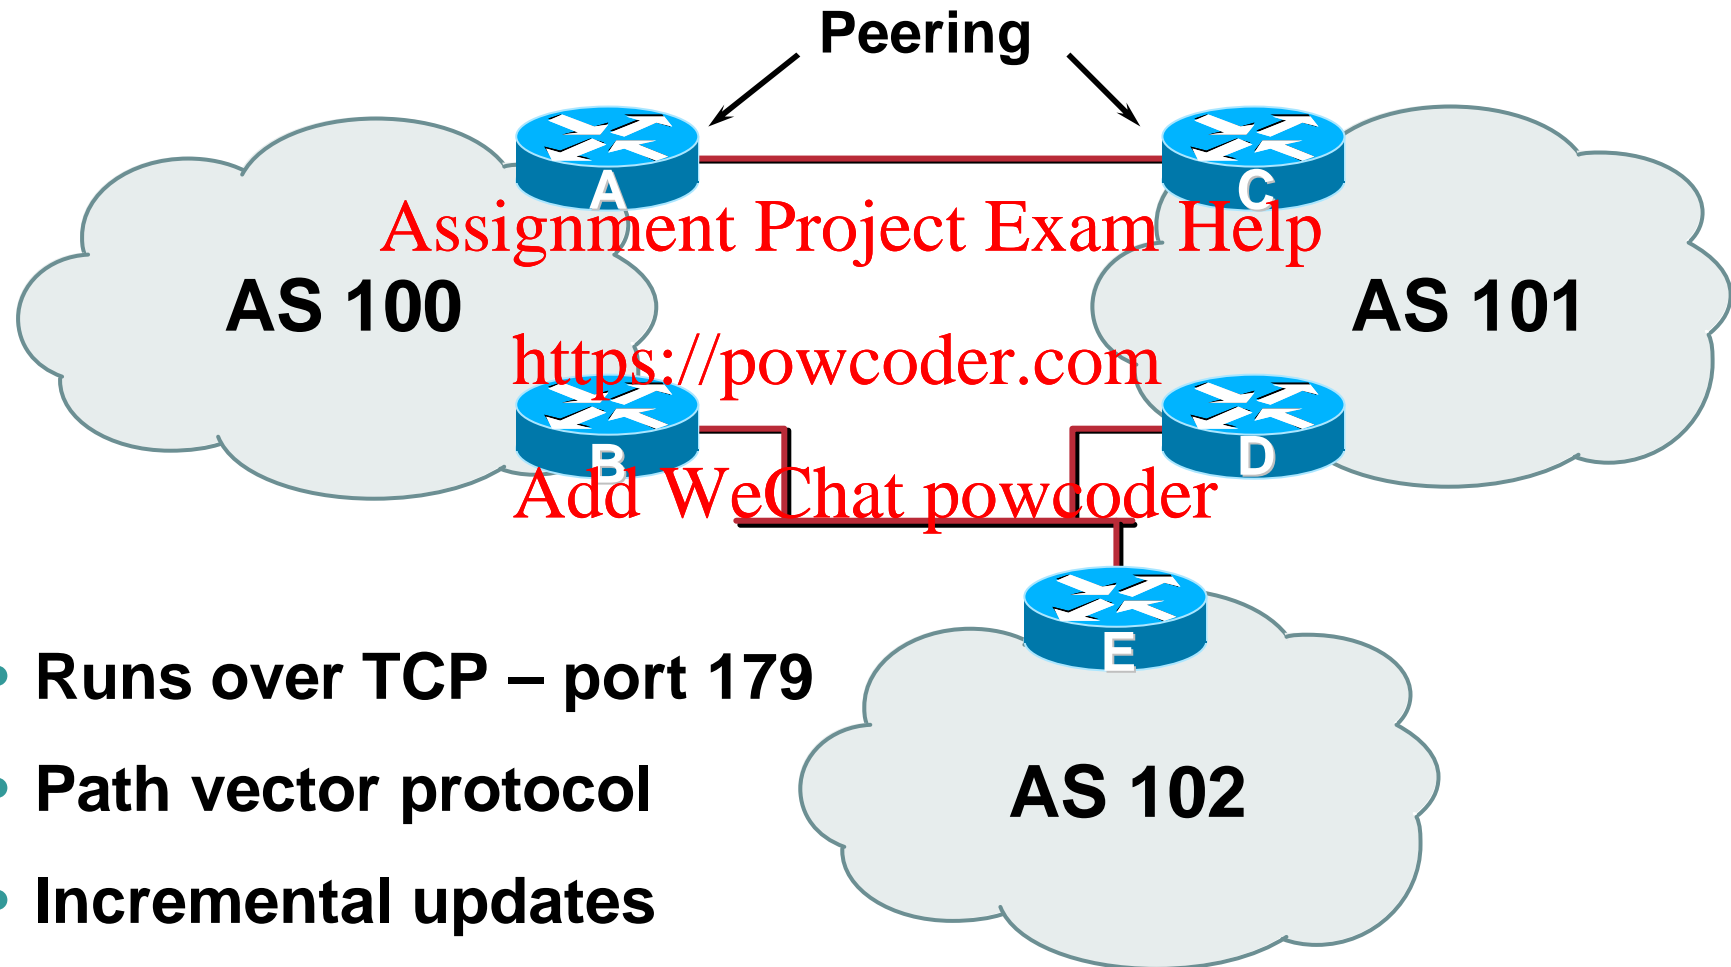 Peering
A
C
Assignment Project Exam Help
AS 100
AS 101
https://powcoder.com
B
D
Add WeChat powcoder
E
• Runs over TCP – port 179
• Path vector protocol
AS 102
• Incremental updates